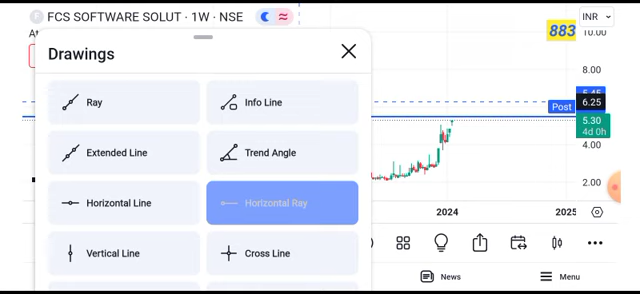 FCS SOFTWARE SOLUT · 1W · NSE
INR
883
10.00
Drawings
Ray
Info Line
8.00
6.25
Post
5.30
4d 0h
Extended Line
Trend Angle
4.00
Horizontal Line
Horizontal Ray
2.00
2024
2025
Vertical Line
Cross Line
News
Menu